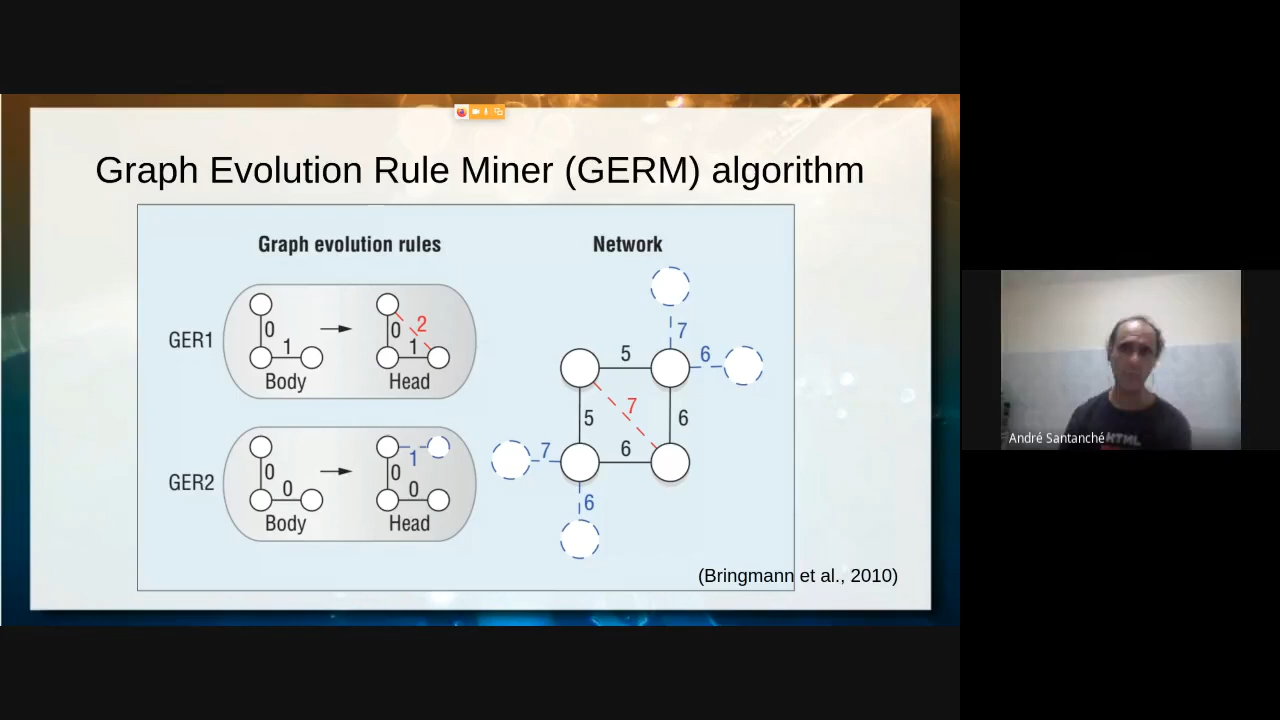 Graph Evolution Rule Miner (GERM) algorithm
Graph evolution rules
Network
GER1
0
1
Body
0
2
1
Head
GER2
0
0
Body
1
0
0
Head
7
5
6
5
7
6
7
6
6
(Bringmann et al., 2010)
André Santanchè
HTML